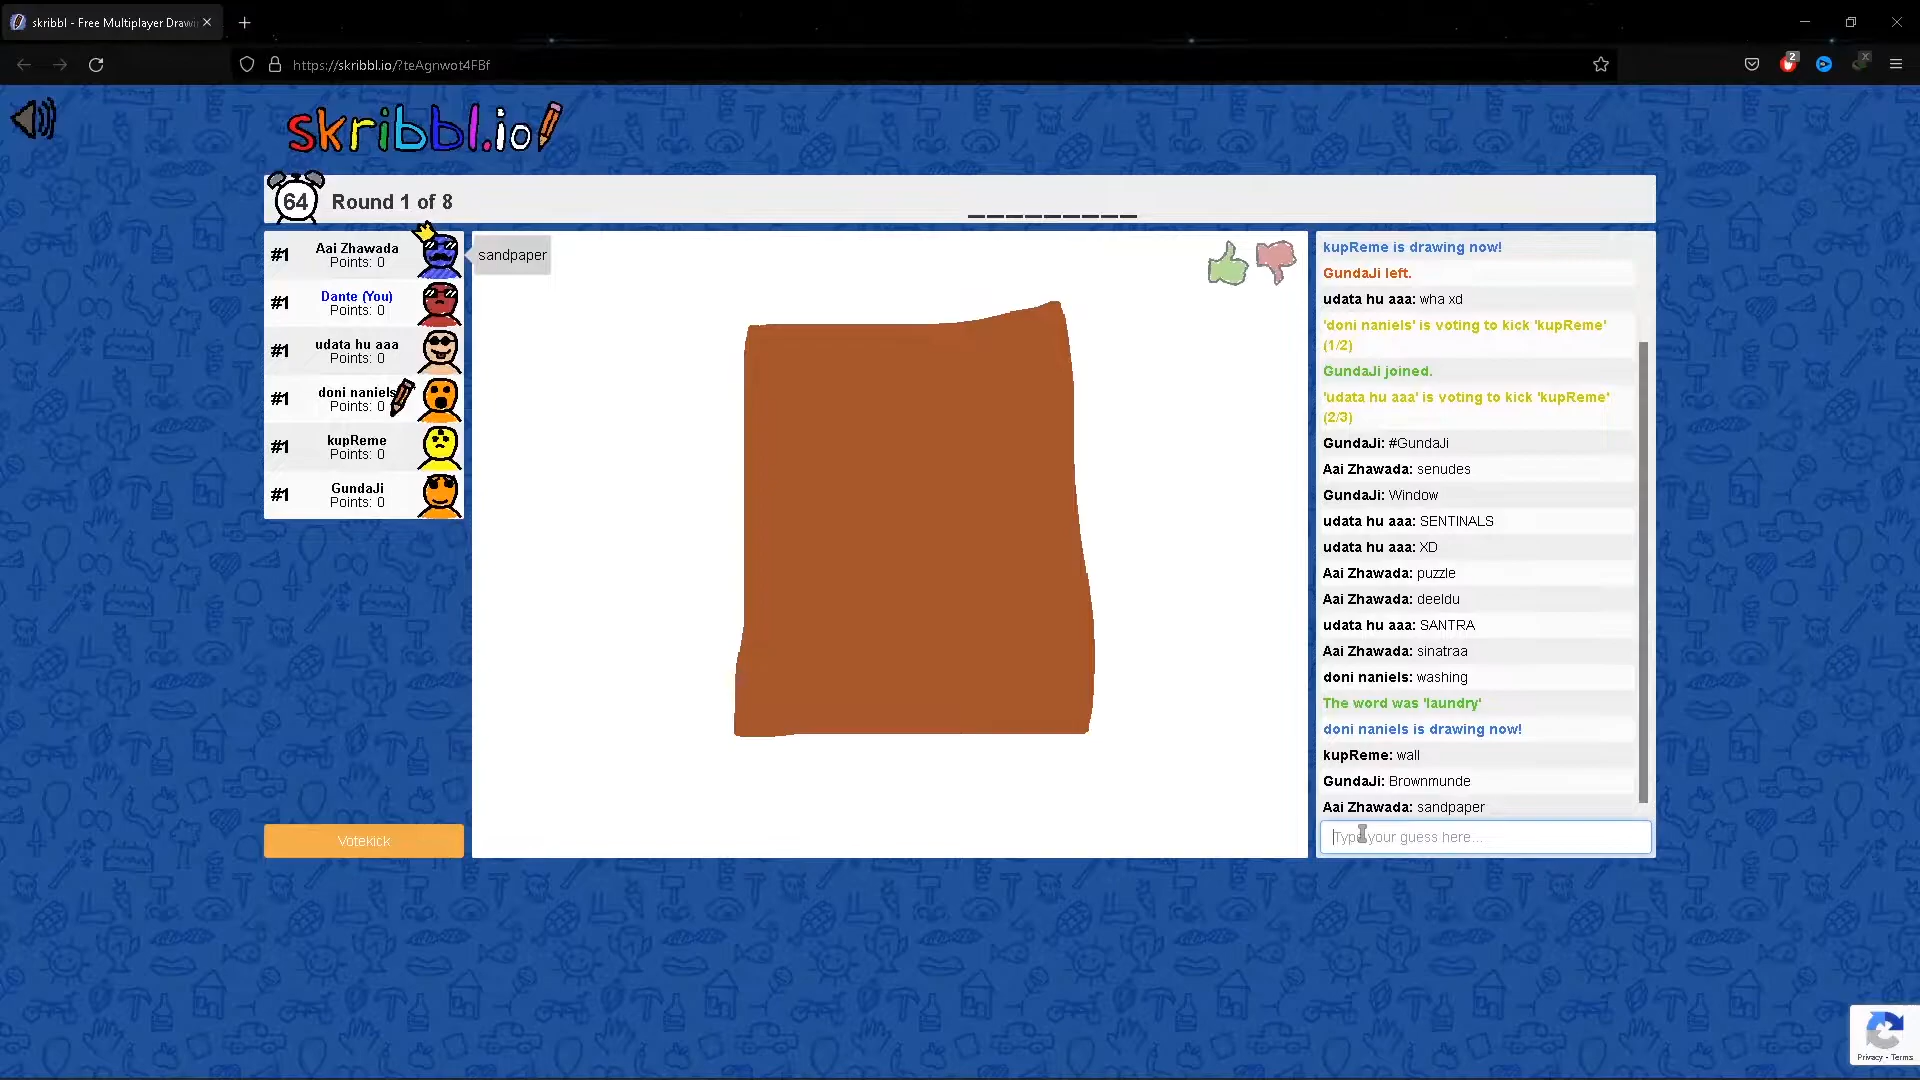 skribbl - Free Multiplayer Drawi
https://skribbl.io/?teAgnwot4FBf
2
skribbl.io
64
Round 1 of 8
_________
#1
Aai Zhawada
Points: 0
sandpaper
#1
Dante (You)
Points: 0
#1
udata hu aaa
Points: 0
#1
doni naniels
Points: 0
#1
kupReme
Points: 0
#1
GundaJi
Points: 0
Votekick
kupReme is drawing now!
GundaJi left.
udata hu aaa: wha xd
'doni naniels' is voting to kick 'kupReme'
(1/2)
GundaJi joined.
'udata hu aaa' is voting to kick 'kupReme'
(2/3)
GundaJi: #GundaJi
Aai Zhawada: senudes
GundaJi: Window
udata hu aaa: SENTINALS
udata hu aaa: XD
Aai Zhawada: puzzle
Aai Zhawada: deeldu
udata hu aaa: SANTRA
Aai Zhawada: sinatraa
doni naniels: washing
The word was 'laundry'
doni naniels is drawing now!
kupReme: wall
GundaJi: Brownmunde
Aai Zhawada: sandpaper
Type your guess here...
Privacy - Terms